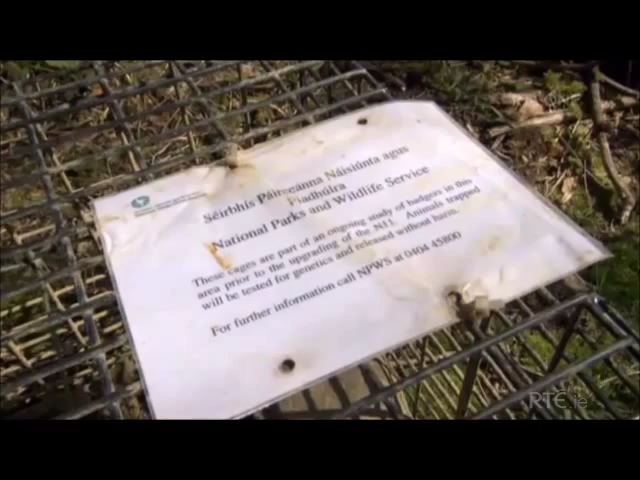 Séirbhís Páirceanna Náisiúnta agus
Fiadhúlra
National Parks and Wildlife Service
These cages are part of an ongoing study of badgers in this
area prior to the upgrading of the N11. Animals trapped
will be tested for genetics and released without harm.
For further information call NPWS at 0404 45800
RTÉ.ie